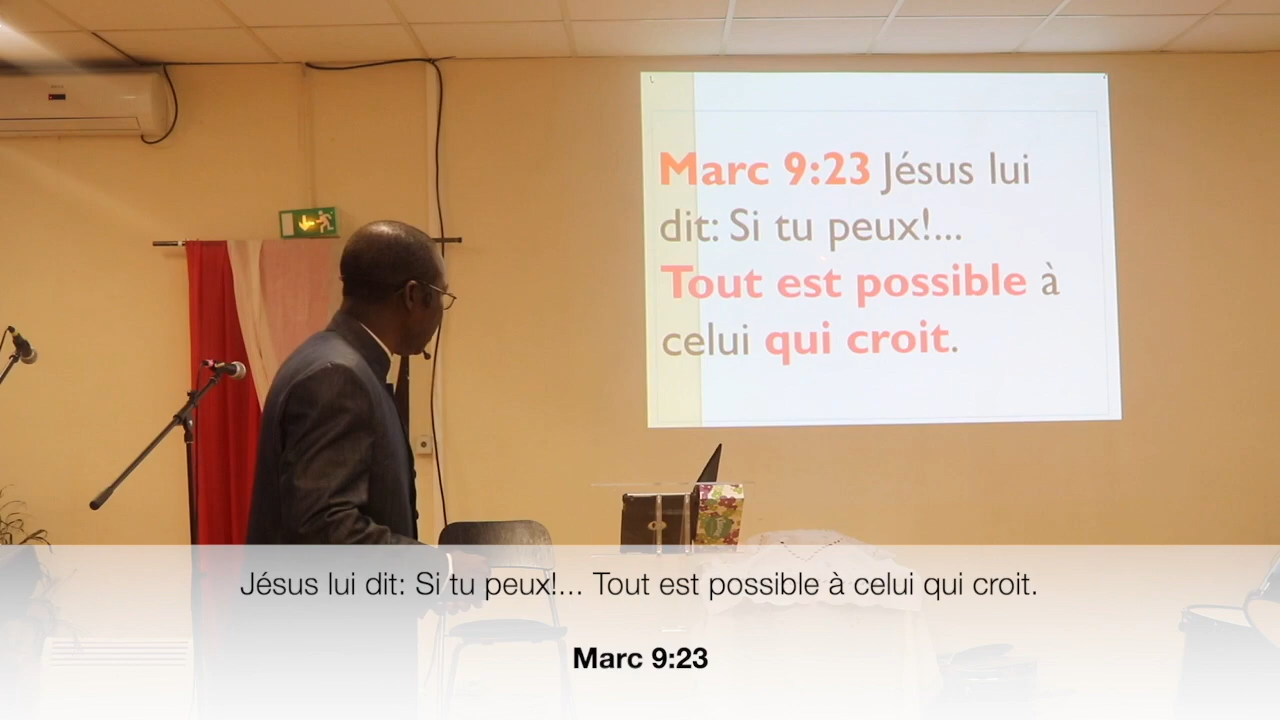 Marc 9:23 Jésus lui
dit: Si tu peux!...
Tout est possible à
celui qui croit.
Jésus lui dit: Si tu peux!... Tout est possible à celui qui croit.
Marc 9:23